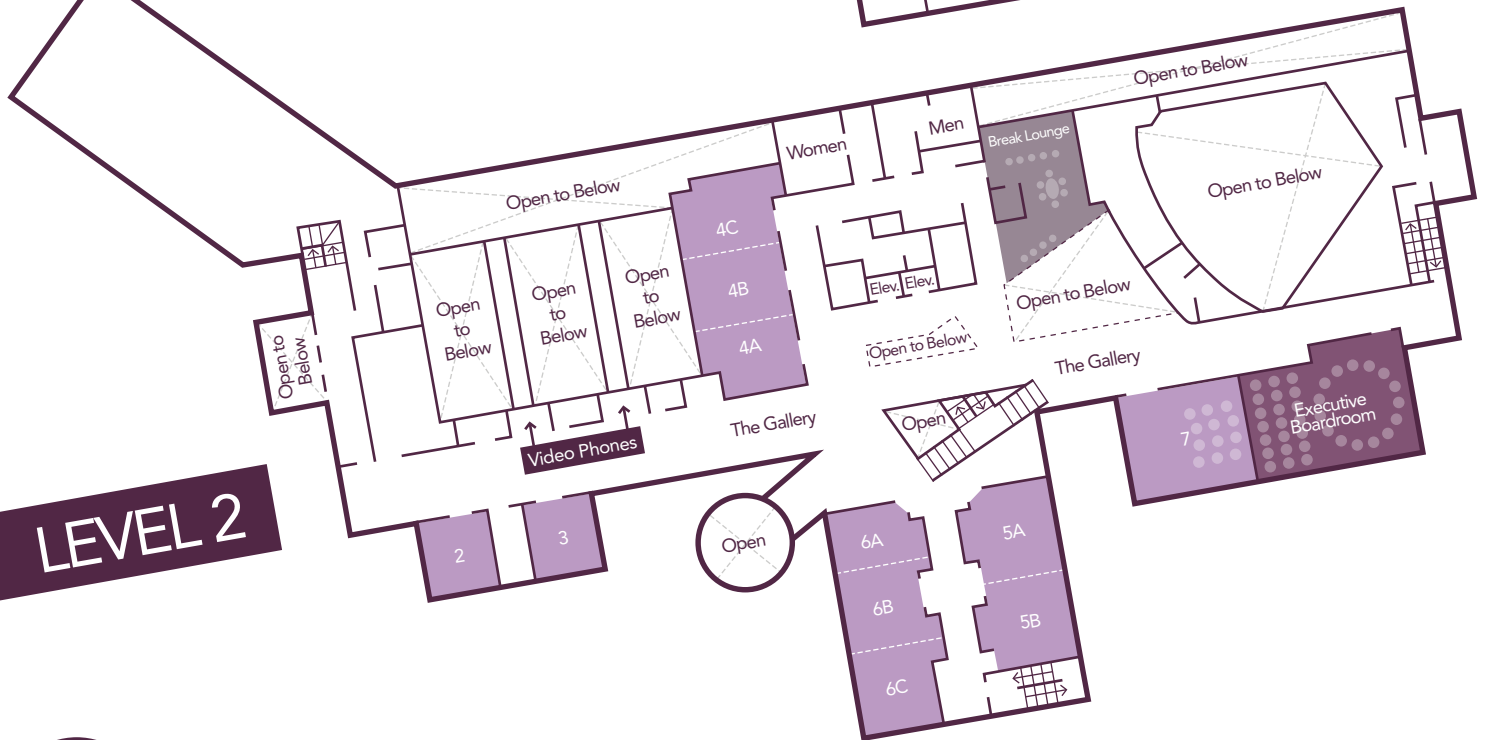 Open to Below
Men
Women
Break Lounge
Open to Below
Open to Below
4C
4B
4A
Open
to
Below
Open
to
Below
Open
to
Below
Elev.
Elev.
Open to Below
Open to Below
Open to
Below
The Gallery
The Gallery
Open
Video Phones
Executive
Boardroom
7
LEVEL 2
2
3
Open
6A
6B
6C
5A
5B